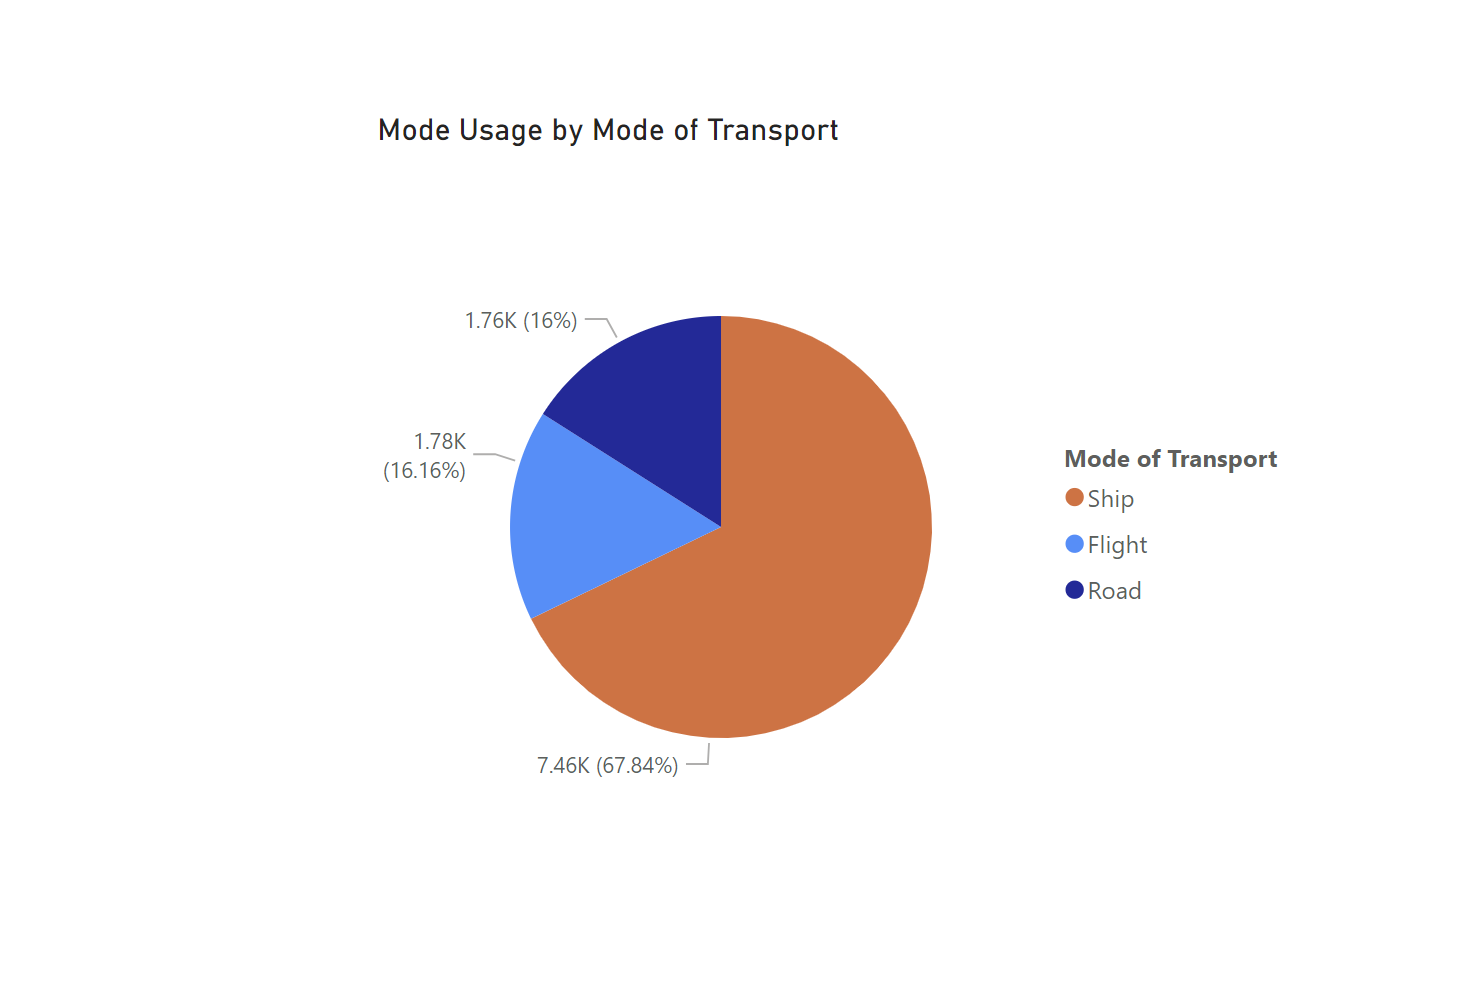 Mode Usage by Mode of Transport
1.76K (16%)
1.78K
(16.16%)
7.46K (67.84%)
Mode of Transport
Ship
Flight
Road